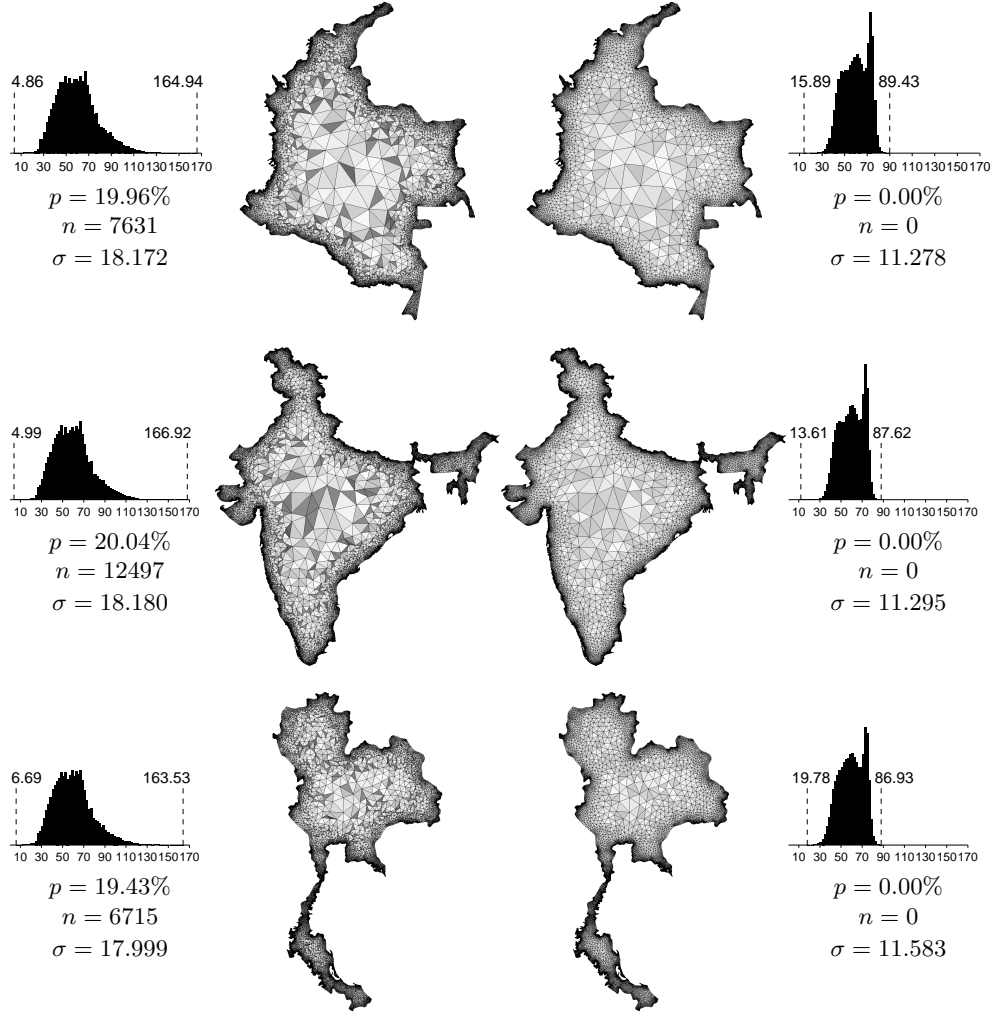 4.86 164.94
10 30 50 70 90 110 130 150 170
p = 19.96%
n = 7631
σ = 18.172
15.89 89.43
10 30 50 70 90 110 130 150 170
p = 0.00%
n = 0
σ = 11.278
4.99 166.92
10 30 50 70 90 110 130 150 170
p = 20.04%
n = 12497
σ = 18.180
13.61 87.62
10 30 50 70 90 110 130 150 170
p = 0.00%
n = 0
σ = 11.295
6.69 163.53
10 30 50 70 90 110 130 150 170
p = 19.43%
n = 6715
σ = 17.999
19.78 86.93
10 30 50 70 90 110 130 150 170
p = 0.00%
n = 0
σ = 11.583